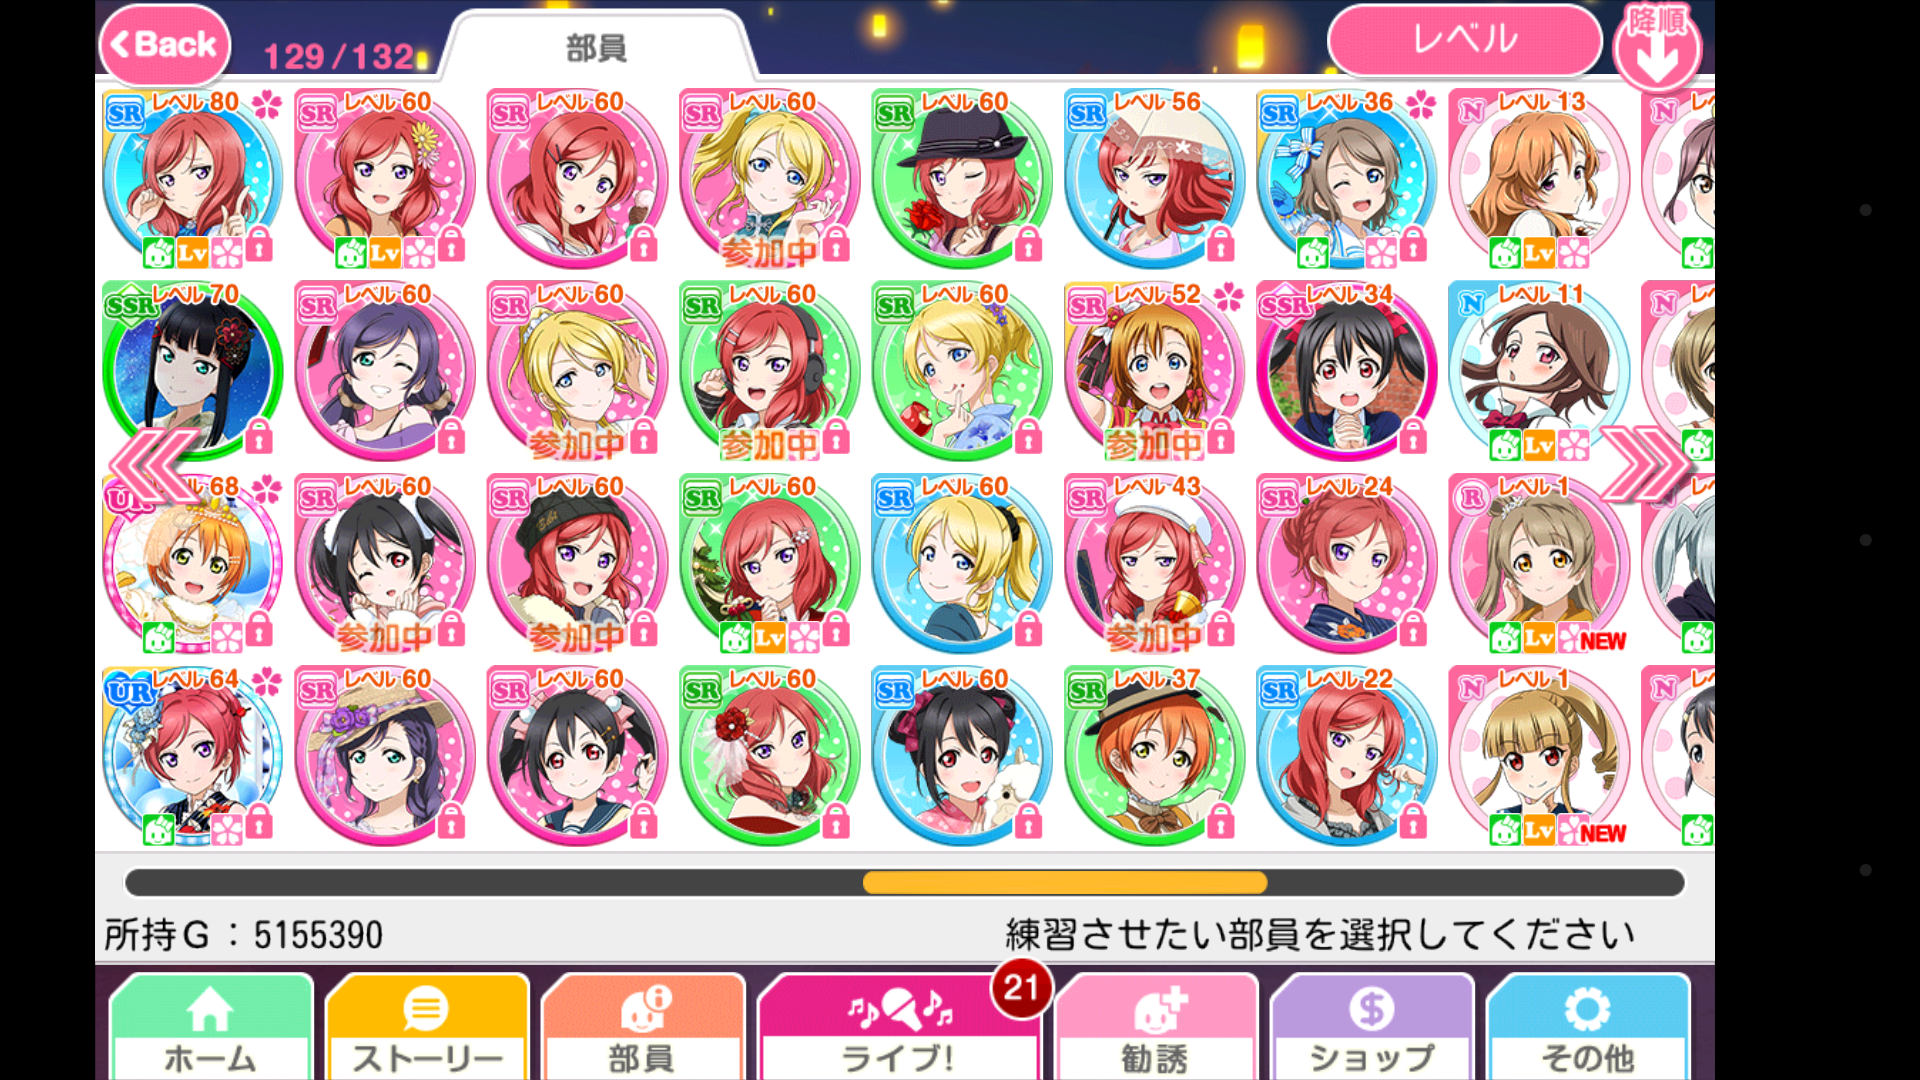 Back
129/132
部員
レベル
降順
SR レベル 80
SR レベル 60
SR レベル 60
SR レベル 60
SR レベル 60
SR レベル 56
SR レベル 36
N レベル 13
N レベ
Lv
Lv
参加中
Lv
SSR レベル 70
SR レベル 60
SR レベル 60
SR レベル 60
SR レベル 60
SR レベル 52
SSR レベル 34
N レベル 11
N レベ
参加中
参加中
参加中
Lv
UR ル 68
SR レベル 60
SR レベル 60
SR レベル 60
SR レベル 60
SR レベル 43
SR レベル 24
R レベル 1
レベ
参加中
参加中
Lv
参加中
Lv NEW
UR レベル 64
SR レベル 60
SR レベル 60
SR レベル 60
SR レベル 60
SR レベル 37
SR レベル 22
N レベル 1
N レベ
Lv NEW
所持G:5155390
練習させたい部員を選択してください
21
ホーム
ストーリー
部員
ライブ!
勧誘
ショップ
その他